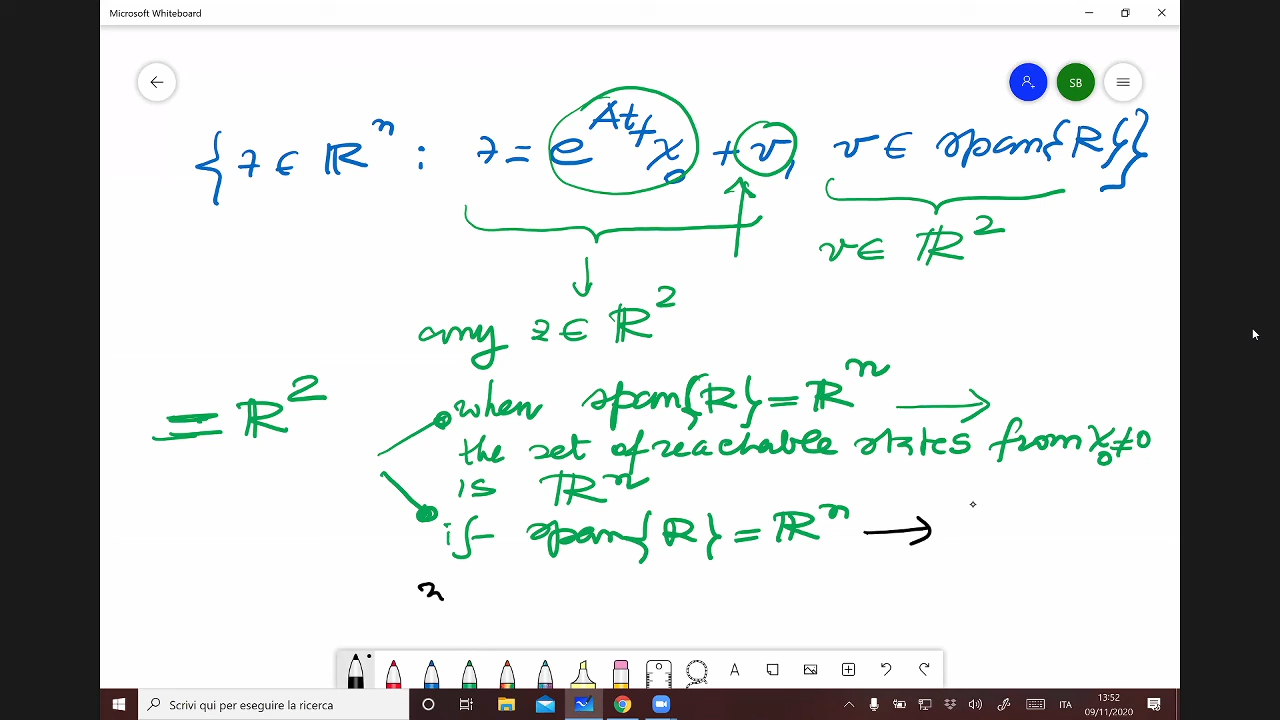 Microsoft Whiteboard
SB
{ z ∈ ℝⁿ : z = e^{At_f} x₀ + v, v ∈ span{R} }
v ∈ ℝ²
any z ∈ ℝ²
= ℝ²
when span{R} = ℝⁿ →
the set of reachable states from x₀ ≠ 0
is ℝⁿ
if span{R} = ℝⁿ →
z
A
Scrivi qui per eseguire la ricerca
ITA
13:52
09/11/2020